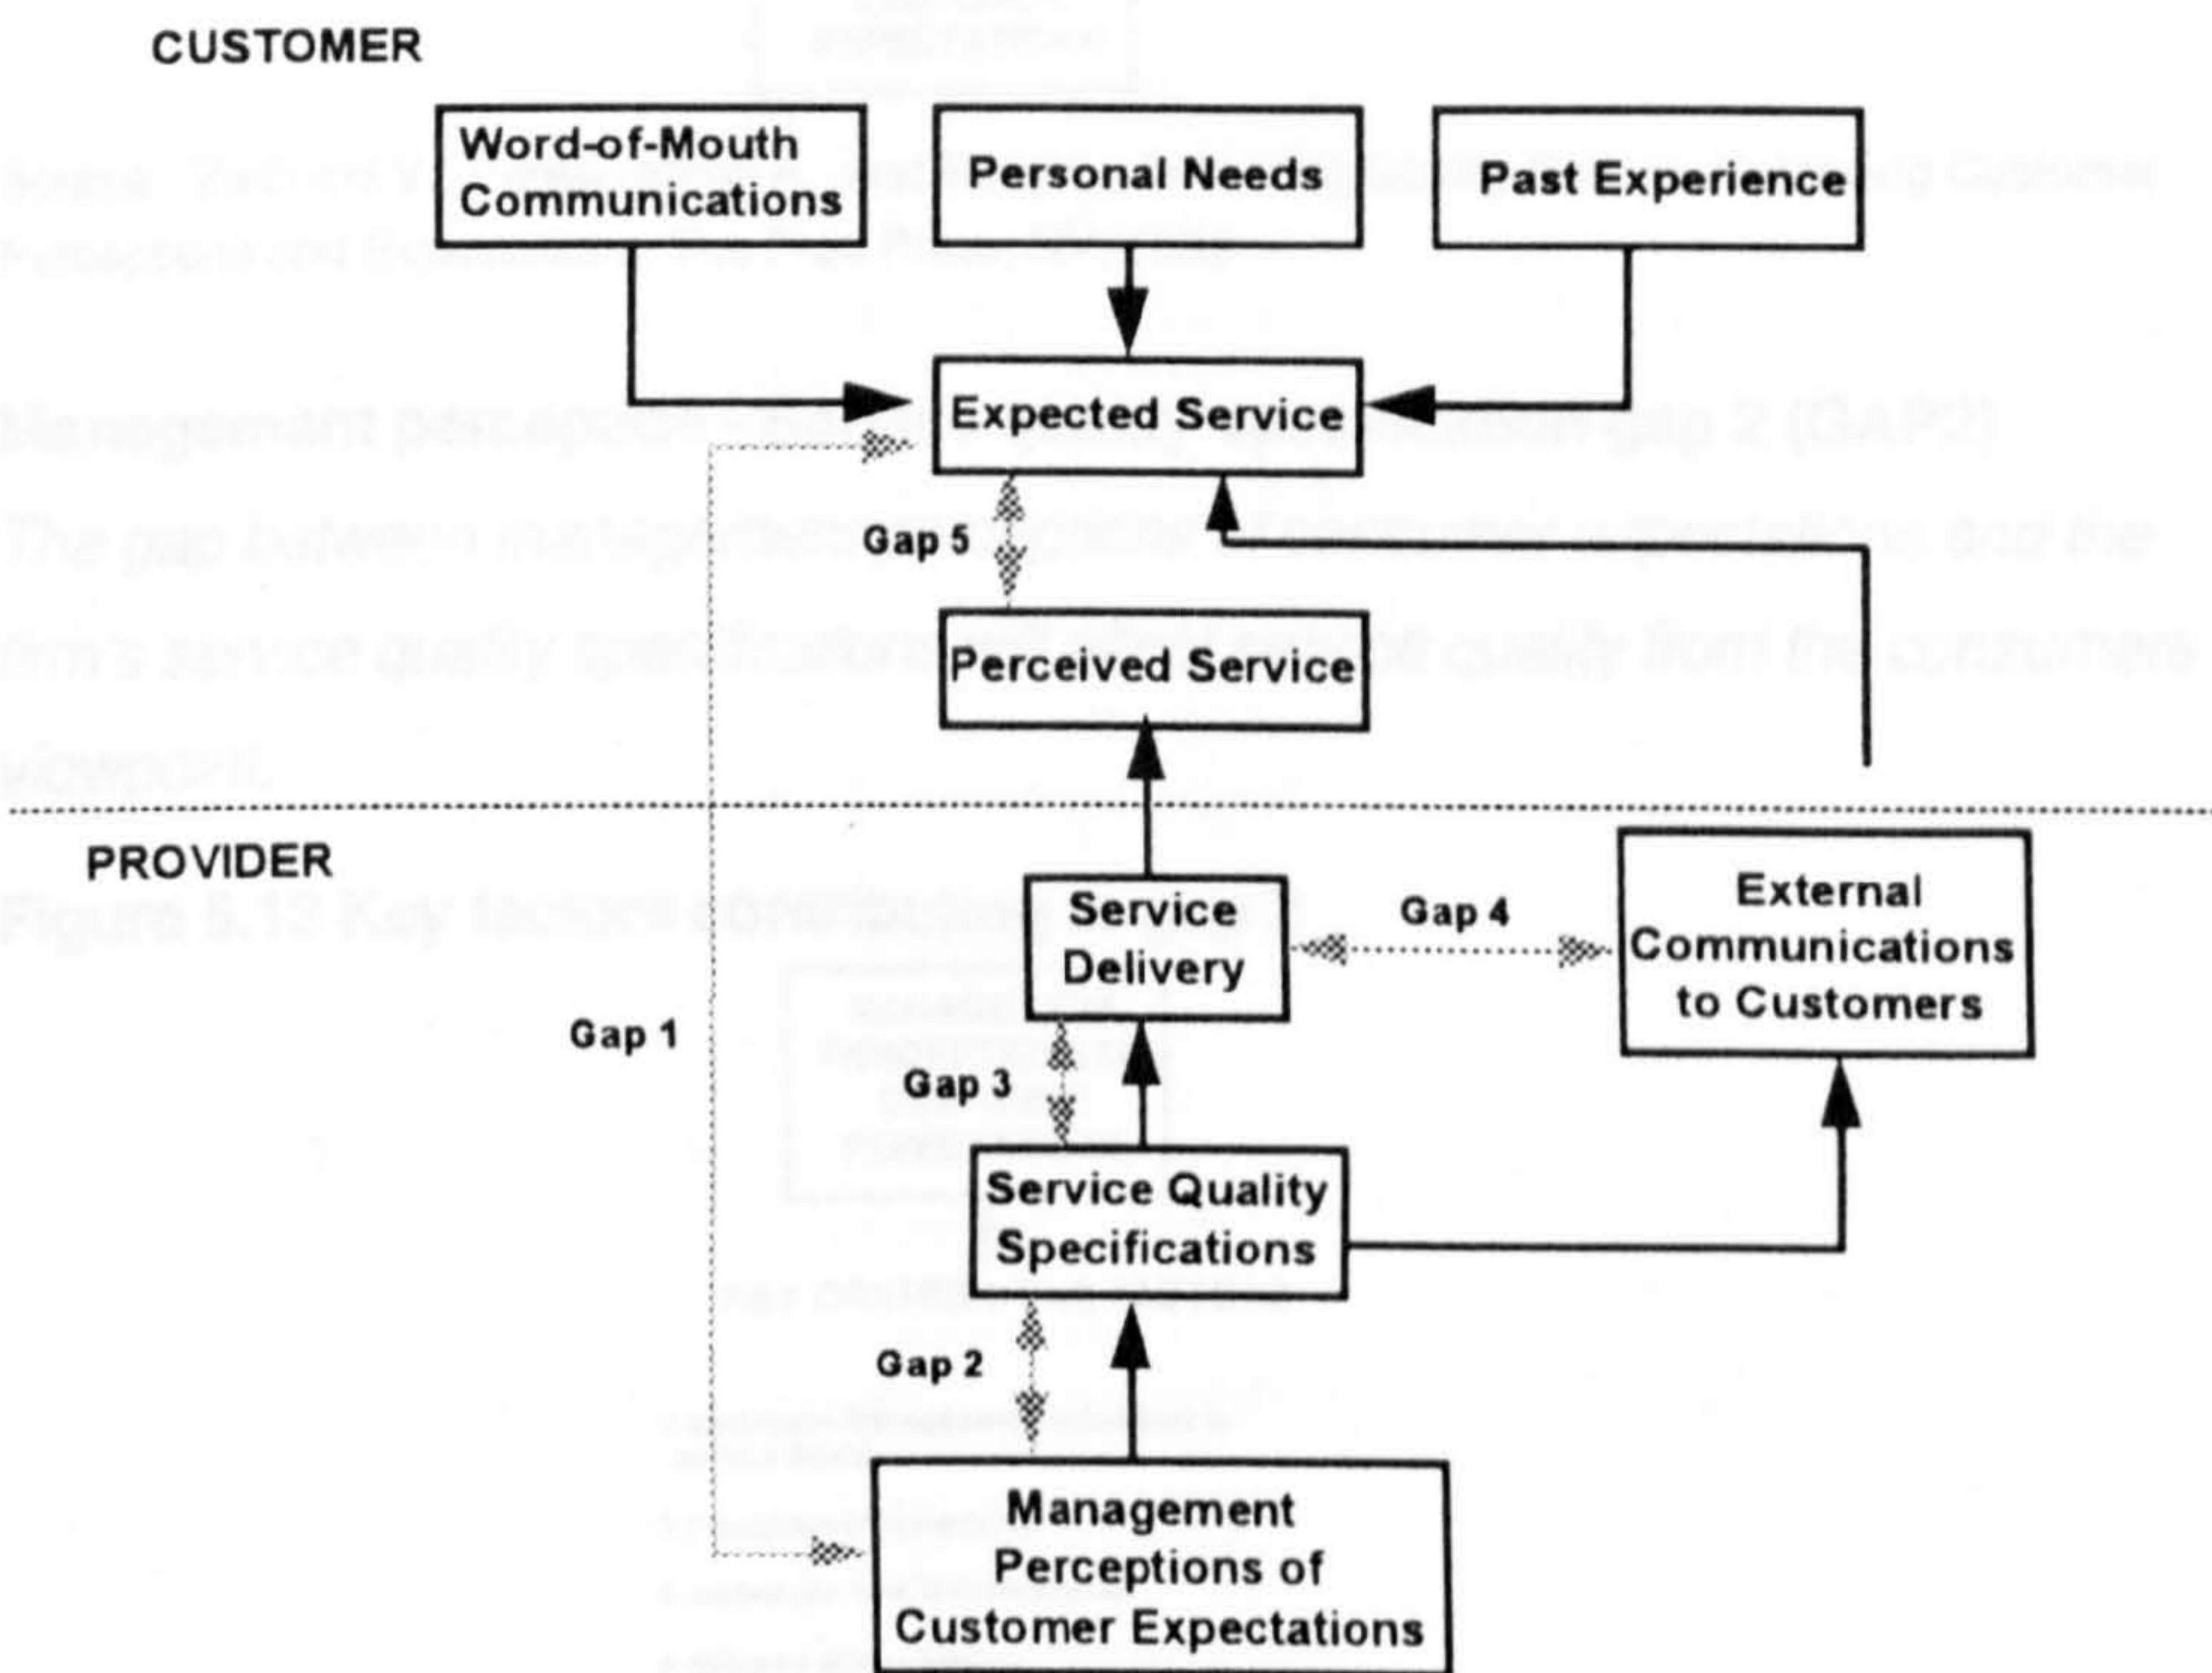 CUSTOMER
Word-of-Mouth
Communications
Personal Needs
Past Experience
Expected Service
Gap 5
Perceived Service
PROVIDER
Service
Delivery
Gap 4
External
Communications
to Customers
Gap 1
Gap 3
Service Quality
Specifications
Gap 2
Management
Perceptions of
Customer Expectations